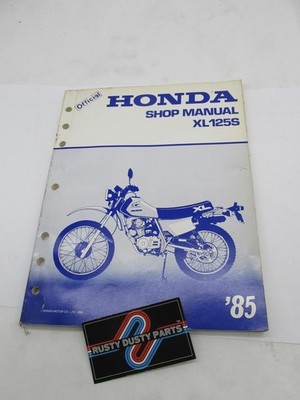 Official
HONDA
SHOP MANUAL
XL125S
XL
'85
RUSTY DUSTY PARTS